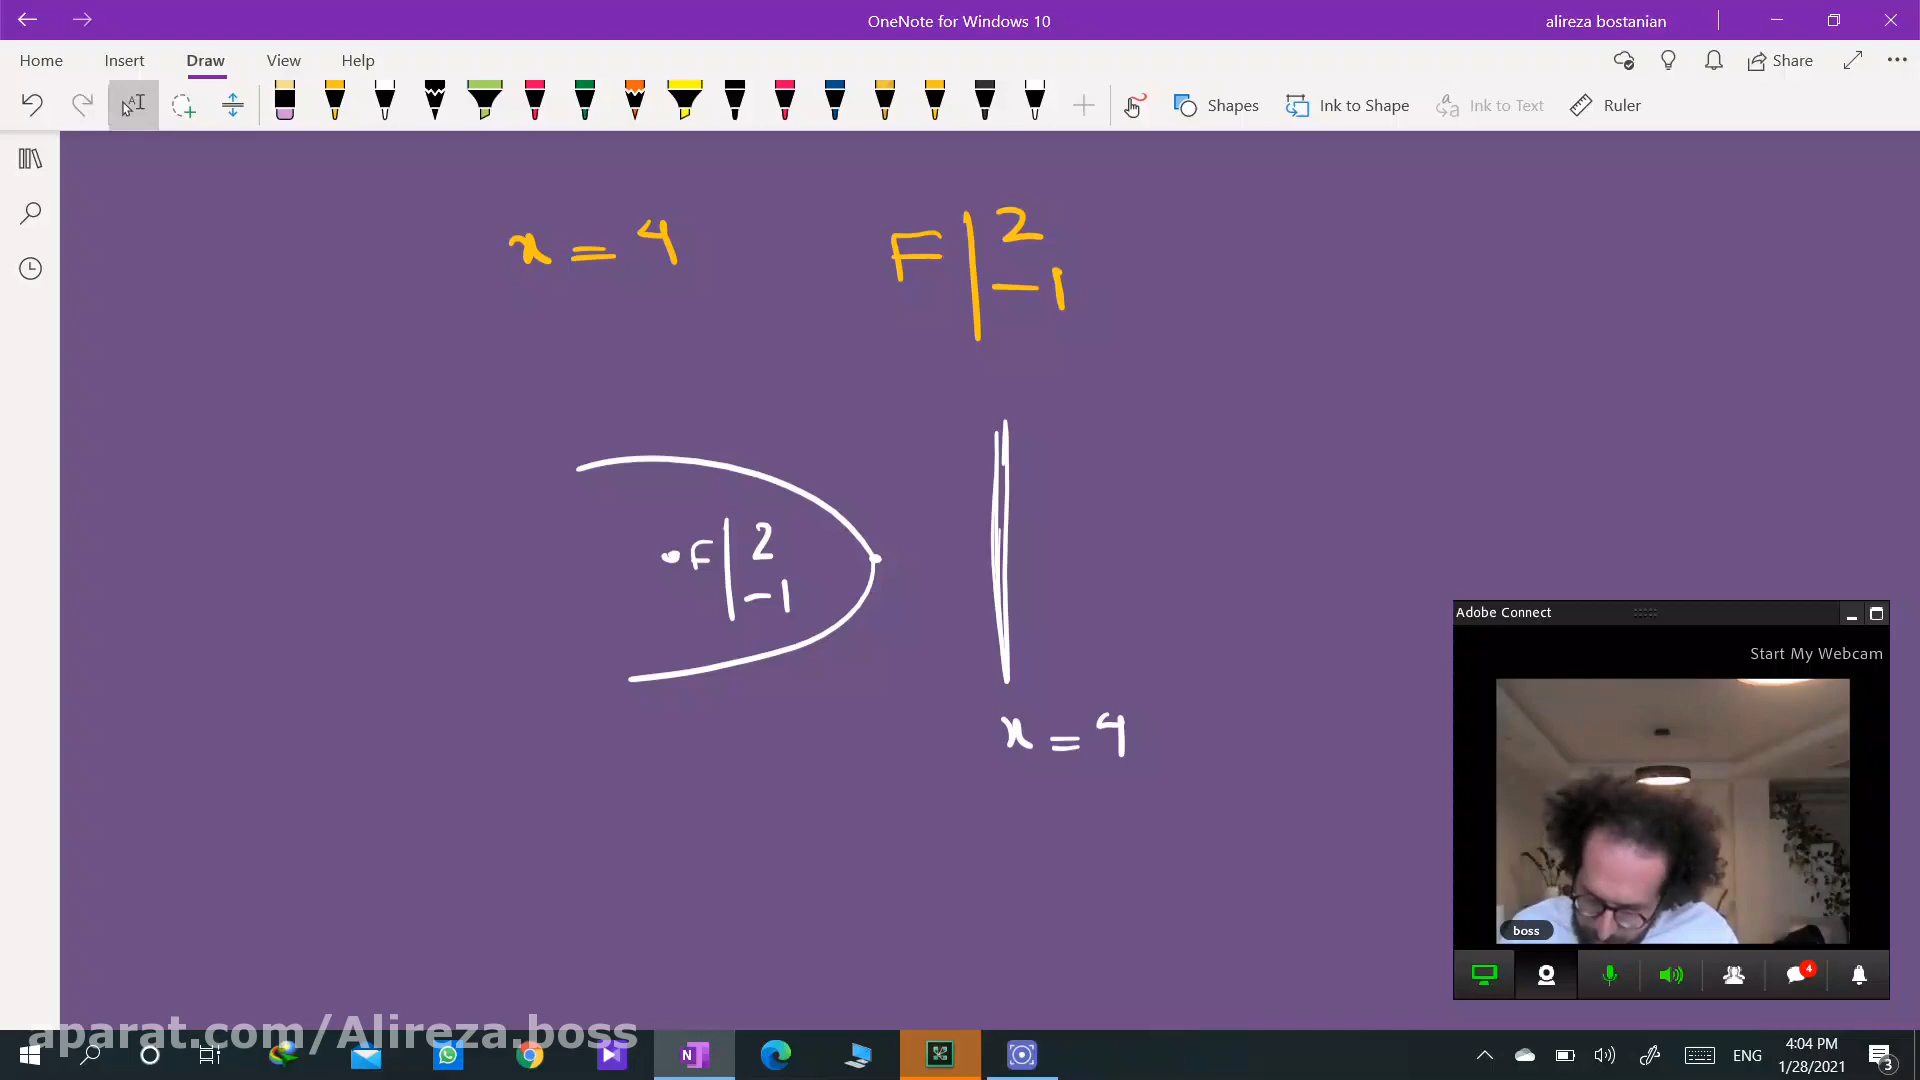 OneNote for Windows 10
alireza bostanian
Home Insert Draw View Help
Share
Shapes
Ink to Shape
Ink to Text
Ruler
x = 4
F | 2
-1
F | 2
-1
x = 4
Adobe Connect
Start My Webcam
boss
4
aparat.com/Alireza.boss
ENG
4:04 PM
1/28/2021
3